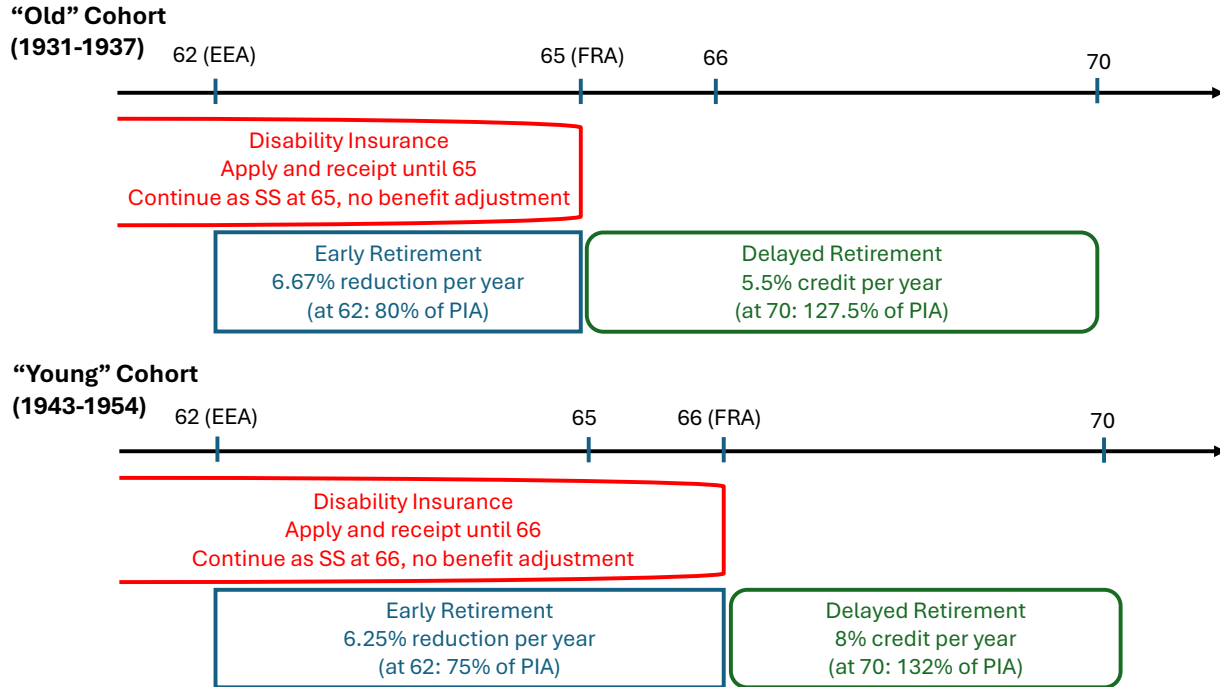 “Old” Cohort
(1931-1937)
62 (EEA)
65 (FRA)
66
70
Disability Insurance
Apply and receipt until 65
Continue as SS at 65, no benefit adjustment
Early Retirement
6.67% reduction per year
(at 62: 80% of PIA)
Delayed Retirement
5.5% credit per year
(at 70: 127.5% of PIA)
“Young” Cohort
(1943-1954)
62 (EEA)
65
66 (FRA)
70
Disability Insurance
Apply and receipt until 66
Continue as SS at 66, no benefit adjustment
Early Retirement
6.25% reduction per year
(at 62: 75% of PIA)
Delayed Retirement
8% credit per year
(at 70: 132% of PIA)